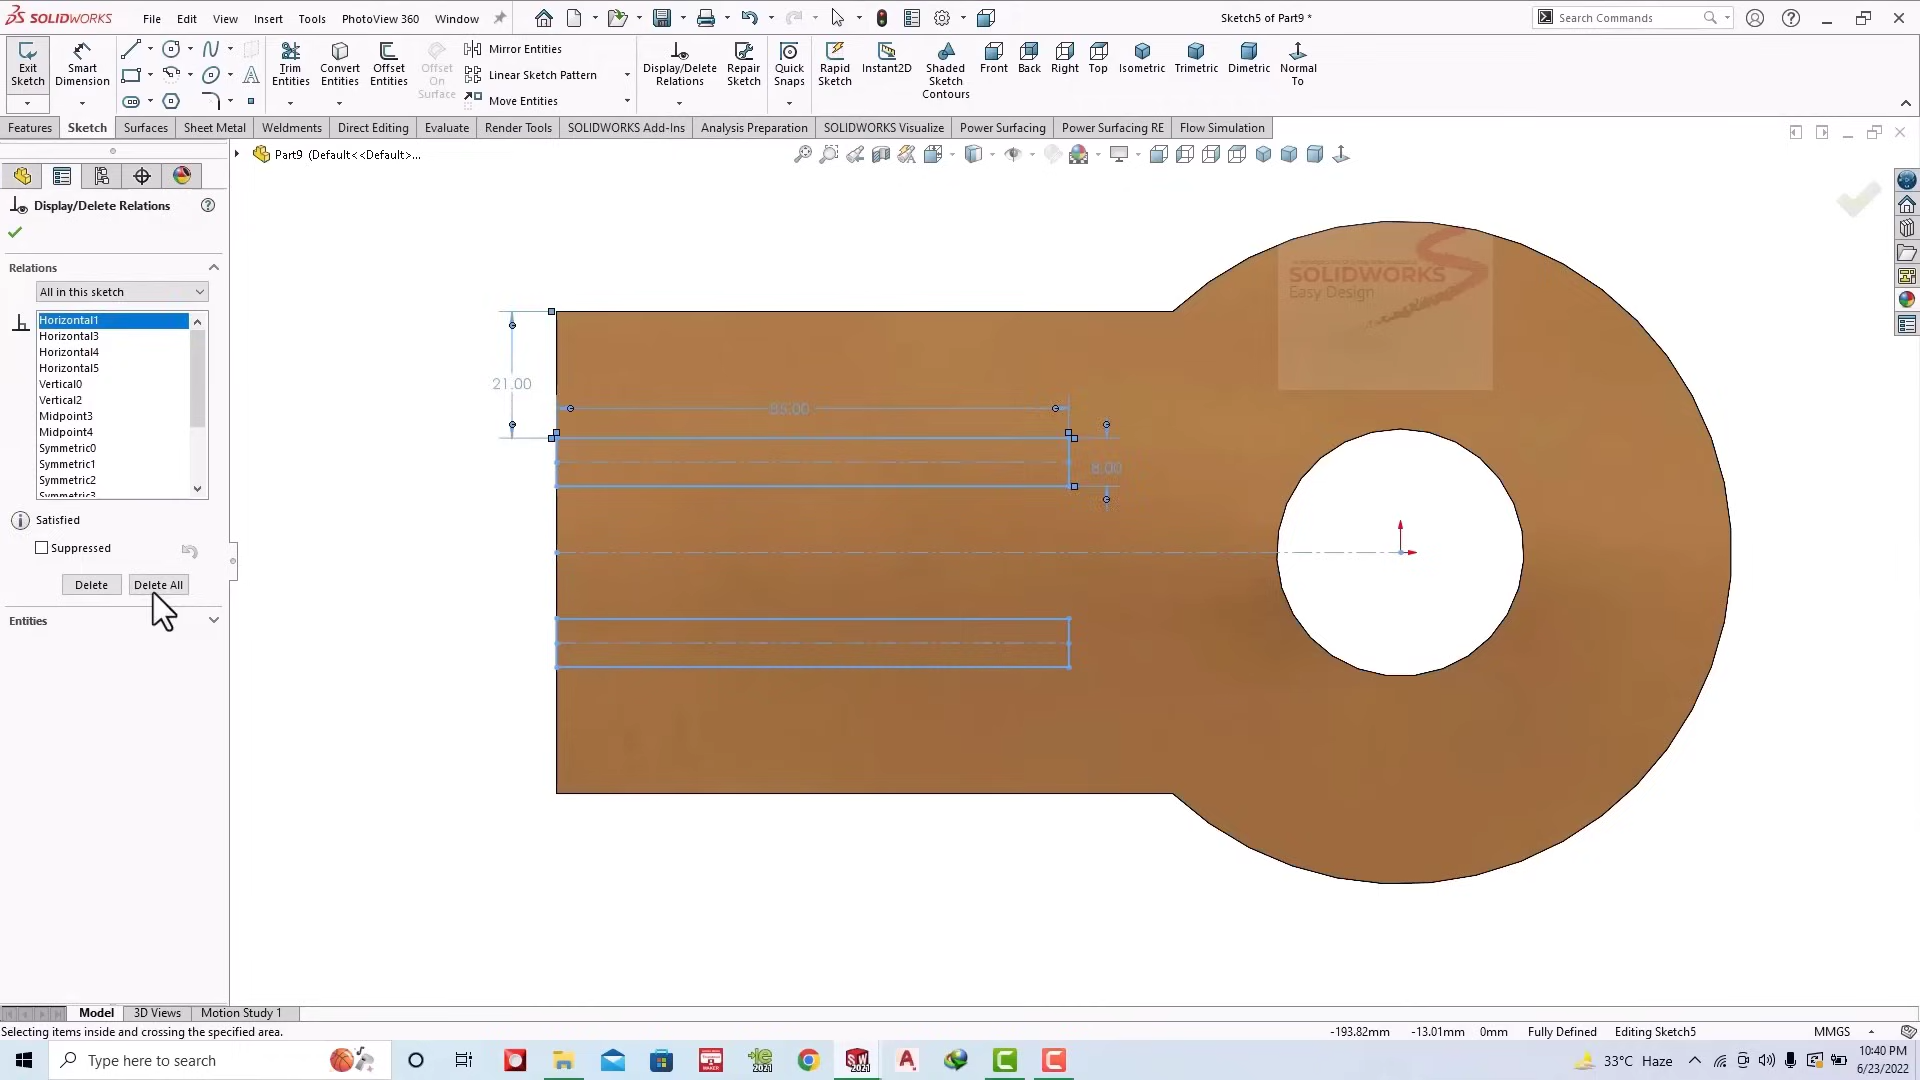 SOLIDWORKS
File Edit View Insert Tools PhotoView 360 Window
Sketch5 of Part9 *
Search Commands
Exit Sketch
Smart Dimension
Trim Entities
Convert Entities
Offset Entities
Offset On Surface
Mirror Entities
Linear Sketch Pattern
Move Entities
Display/Delete Relations
Repair Sketch
Quick Snaps
Rapid Sketch
Instant2D
Shaded Sketch Contours
Front
Back
Right
Top
Isometric
Trimetric
Dimetric
Normal To
Features Sketch Surfaces Sheet Metal Weldments Direct Editing Evaluate Render Tools SOLIDWORKS Add-Ins Analysis Preparation SOLIDWORKS Visualize Power Surfacing Power Surfacing RE Flow Simulation
Part9 (Default<<Default>...
Display/Delete Relations
Relations
All in this sketch
Horizontal1
Horizontal3
Horizontal4
Horizontal5
Vertical0
Vertical2
Midpoint3
Midpoint4
Symmetric0
Symmetric1
Symmetric2
Symmetric3
Satisfied
Suppressed
Delete Delete All
Entities
SOLIDWORKS
Easy Design
21.00
8.00
Model 3D Views Motion Study 1
Selecting items inside and crossing the specified area.
-193.82mm -13.01mm 0mm Fully Defined Editing Sketch5 MMGS
Type here to search
33°C Haze
10:40 PM
6/23/2022